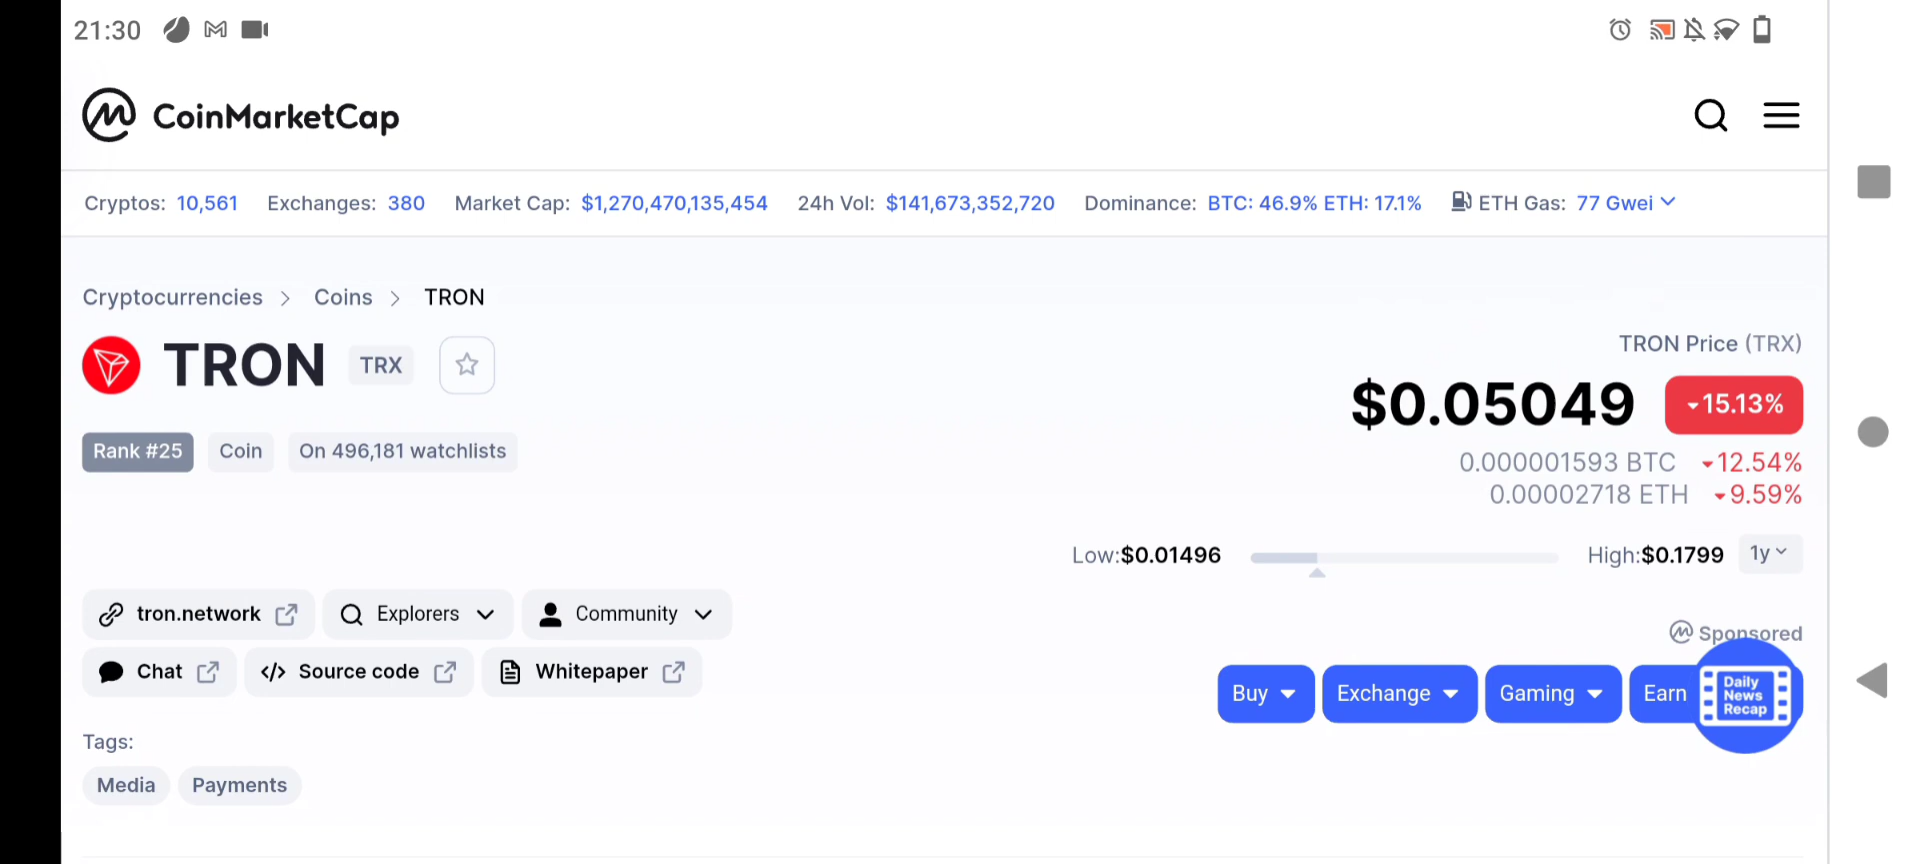 21:30
CoinMarketCap
Cryptos: 10,561 Exchanges: 380 Market Cap: $1,270,470,135,454 24h Vol: $141,673,352,720 Dominance: BTC: 46.9% ETH: 17.1% ETH Gas: 77 Gwei
Cryptocurrencies > Coins > TRON
TRON TRX
Rank #25 Coin On 496,181 watchlists
TRON Price (TRX)
$0.05049 15.13%
0.000001593 BTC 12.54%
0.00002718 ETH 9.59%
Low:$0.01496 High:$0.1799 1y
tron.network Explorers Community
Chat Source code Whitepaper
Sponsored
Buy Exchange Gaming Earn
Daily
News
Recap
Tags:
Media Payments